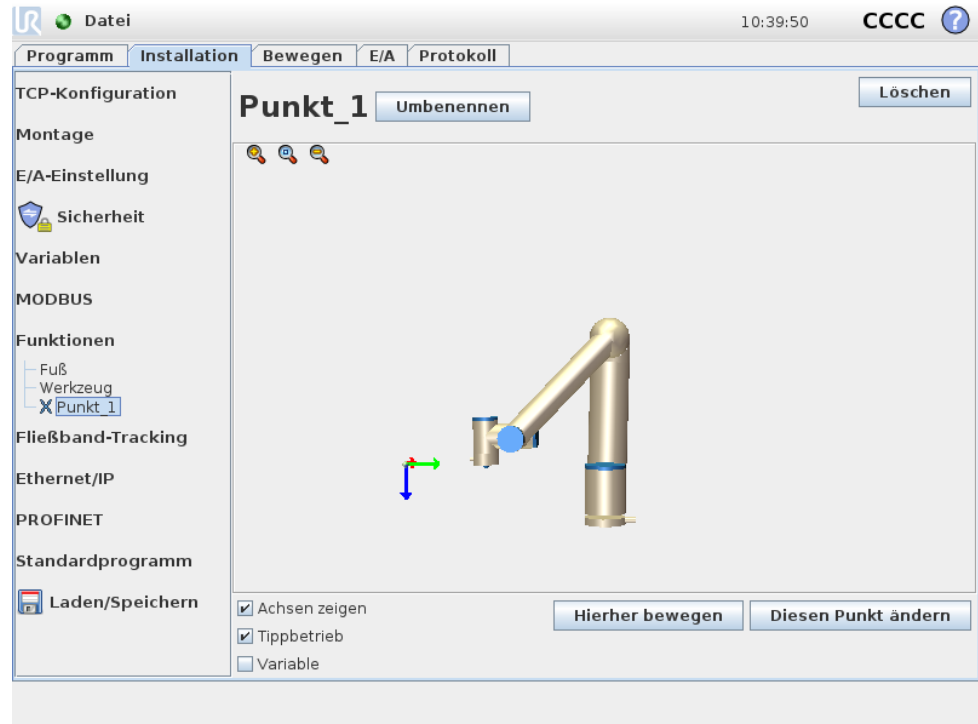 UR Datei 10:39:50 CCCC ?
Programm Installation Bewegen E/A Protokoll
TCP-Konfiguration
Punkt_1 Umbenennen Löschen
Montage
E/A-Einstellung
Sicherheit
Variablen
MODBUS
Funktionen
Fuß
Werkzeug
Punkt_1
Fließband-Tracking
Ethernet/IP
PROFINET
Standardprogramm
Laden/Speichern
Achsen zeigen
Tippbetrieb
Variable
Hierher bewegen Diesen Punkt ändern